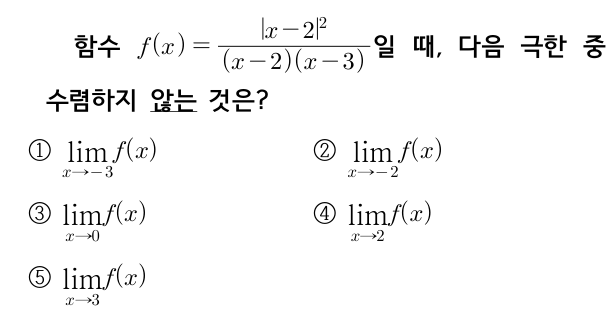 함수 $f(x)=\frac{|x-2|^2}{(x-2)(x-3)}$일 때, 다음 극한 중
수렴하지 않는 것은?
① $\lim_{x \to -3} f(x)$ ② $\lim_{x \to -2} f(x)$
③ $\lim_{x \to 0} f(x)$ ④ $\lim_{x \to 2} f(x)$
⑤ $\lim_{x \to 3} f(x)$